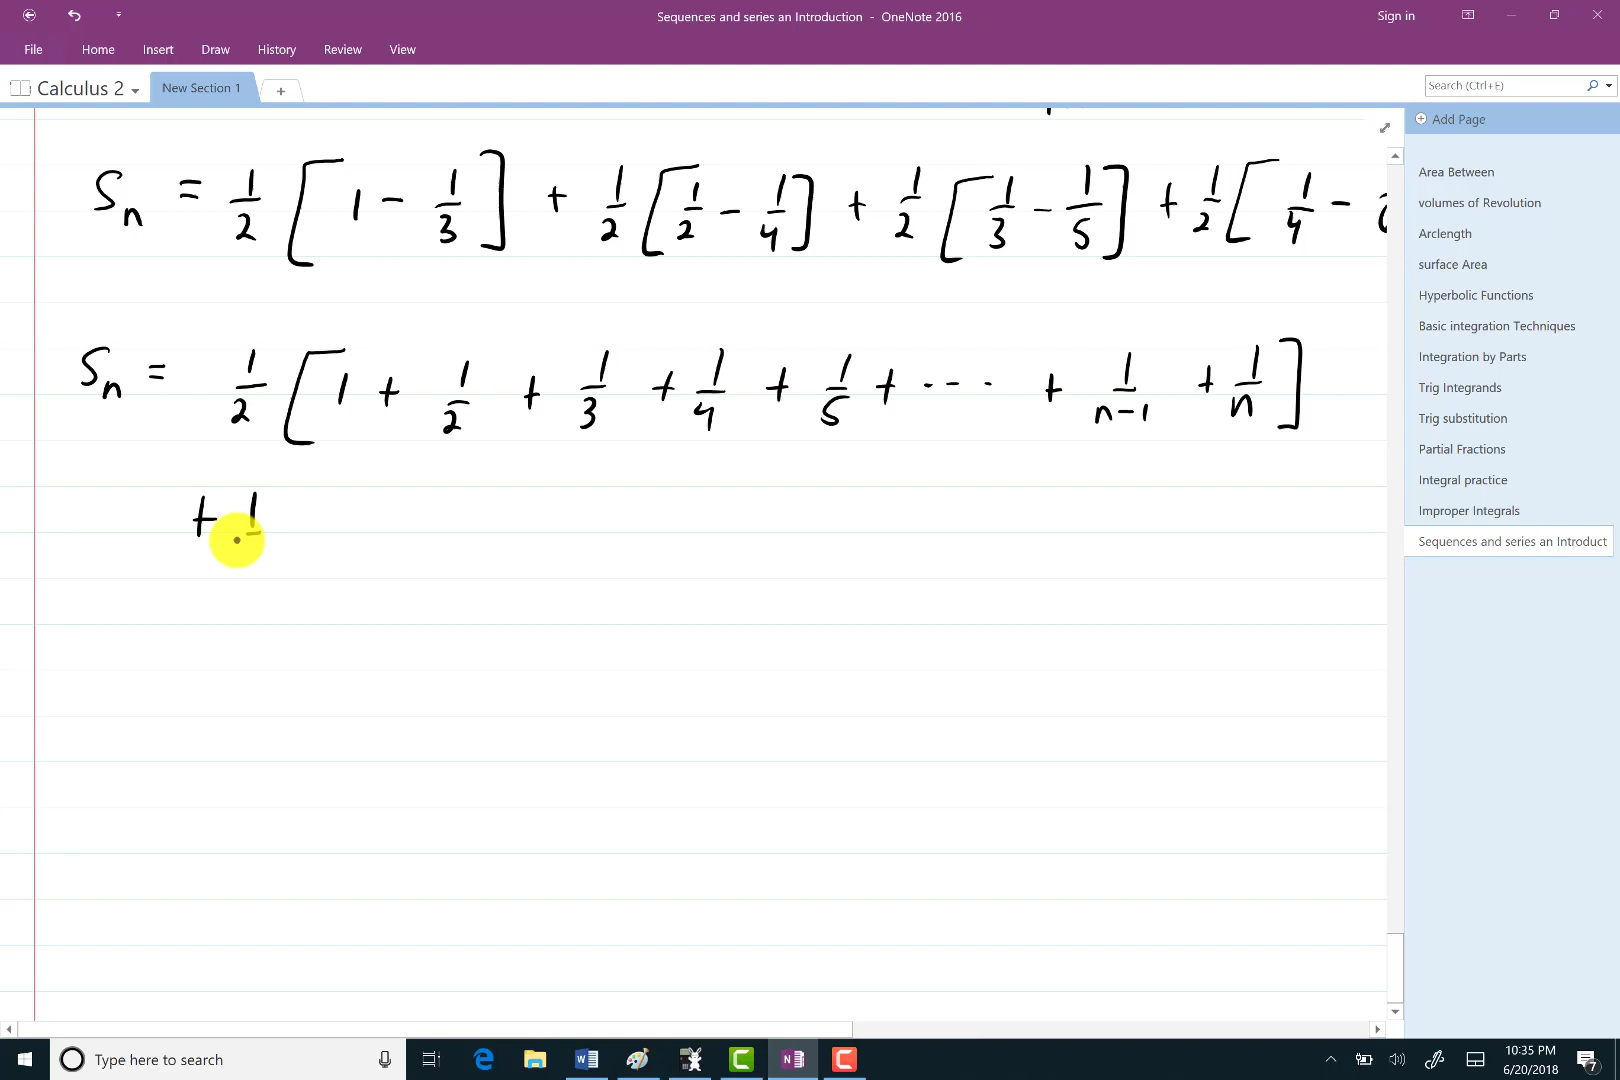 Sequences and series an Introduction - OneNote 2016
Sign in
File Home Insert Draw History Review View
Calculus 2
New Section 1
+
Search (Ctrl+E)
Add Page
Area Between
volumes of Revolution
Arclength
surface Area
Hyperbolic Functions
Basic integration Techniques
Integration by Parts
Trig Integrands
Trig substitution
Partial Fractions
Integral practice
Improper Integrals
Sequences and series an Introduct
Sn = 1/2 [ 1 - 1/3 ] + 1/2 [ 1/2 - 1/4 ] + 1/2 [ 1/3 - 1/5 ] + 1/2 [ 1/4 -
Sn = 1/2 [ 1 + 1/2 + 1/3 + 1/4 + 1/5 + ···· + 1/n-1 + 1/n ]
+ 1
Type here to search
10:35 PM
6/20/2018
7